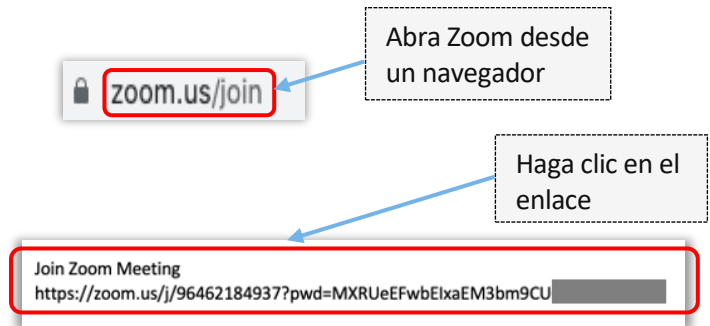 Abra Zoom desde
un navegador
zoom.us/join
Haga clic en el
enlace
Join Zoom Meeting
https://zoom.us/j/96462184937?pwd=MXRUeEFwbElxaEM3bm9CU